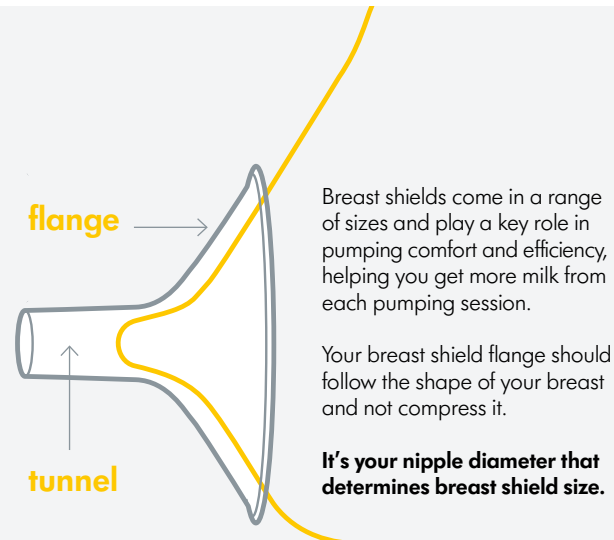 flange
tunnel
Breast shields come in a range
of sizes and play a key role in
pumping comfort and efficiency,
helping you get more milk from
each pumping session.
Your breast shield flange should
follow the shape of your breast
and not compress it.
It's your nipple diameter that
determines breast shield size.